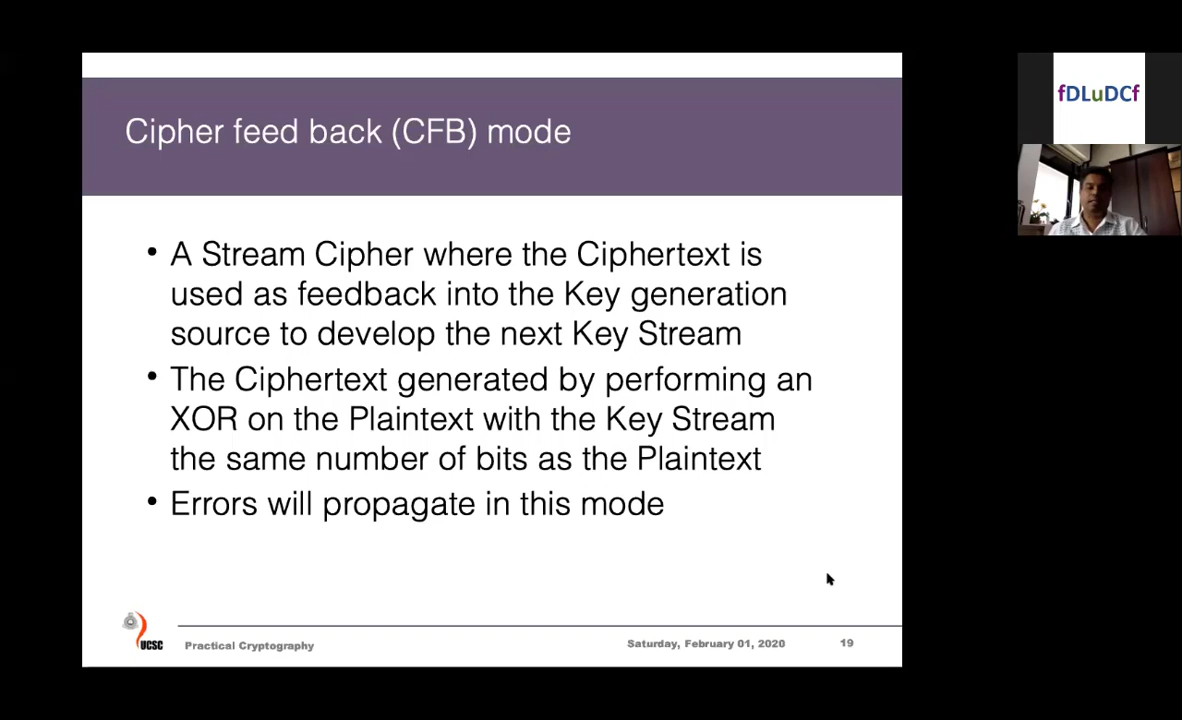 Cipher feed back (CFB) mode
• A Stream Cipher where the Ciphertext is
used as feedback into the Key generation
source to develop the next Key Stream
• The Ciphertext generated by performing an
XOR on the Plaintext with the Key Stream
the same number of bits as the Plaintext
• Errors will propagate in this mode
UCSC
Practical Cryptography
Saturday, February 01, 2020
19
fDLuDCf